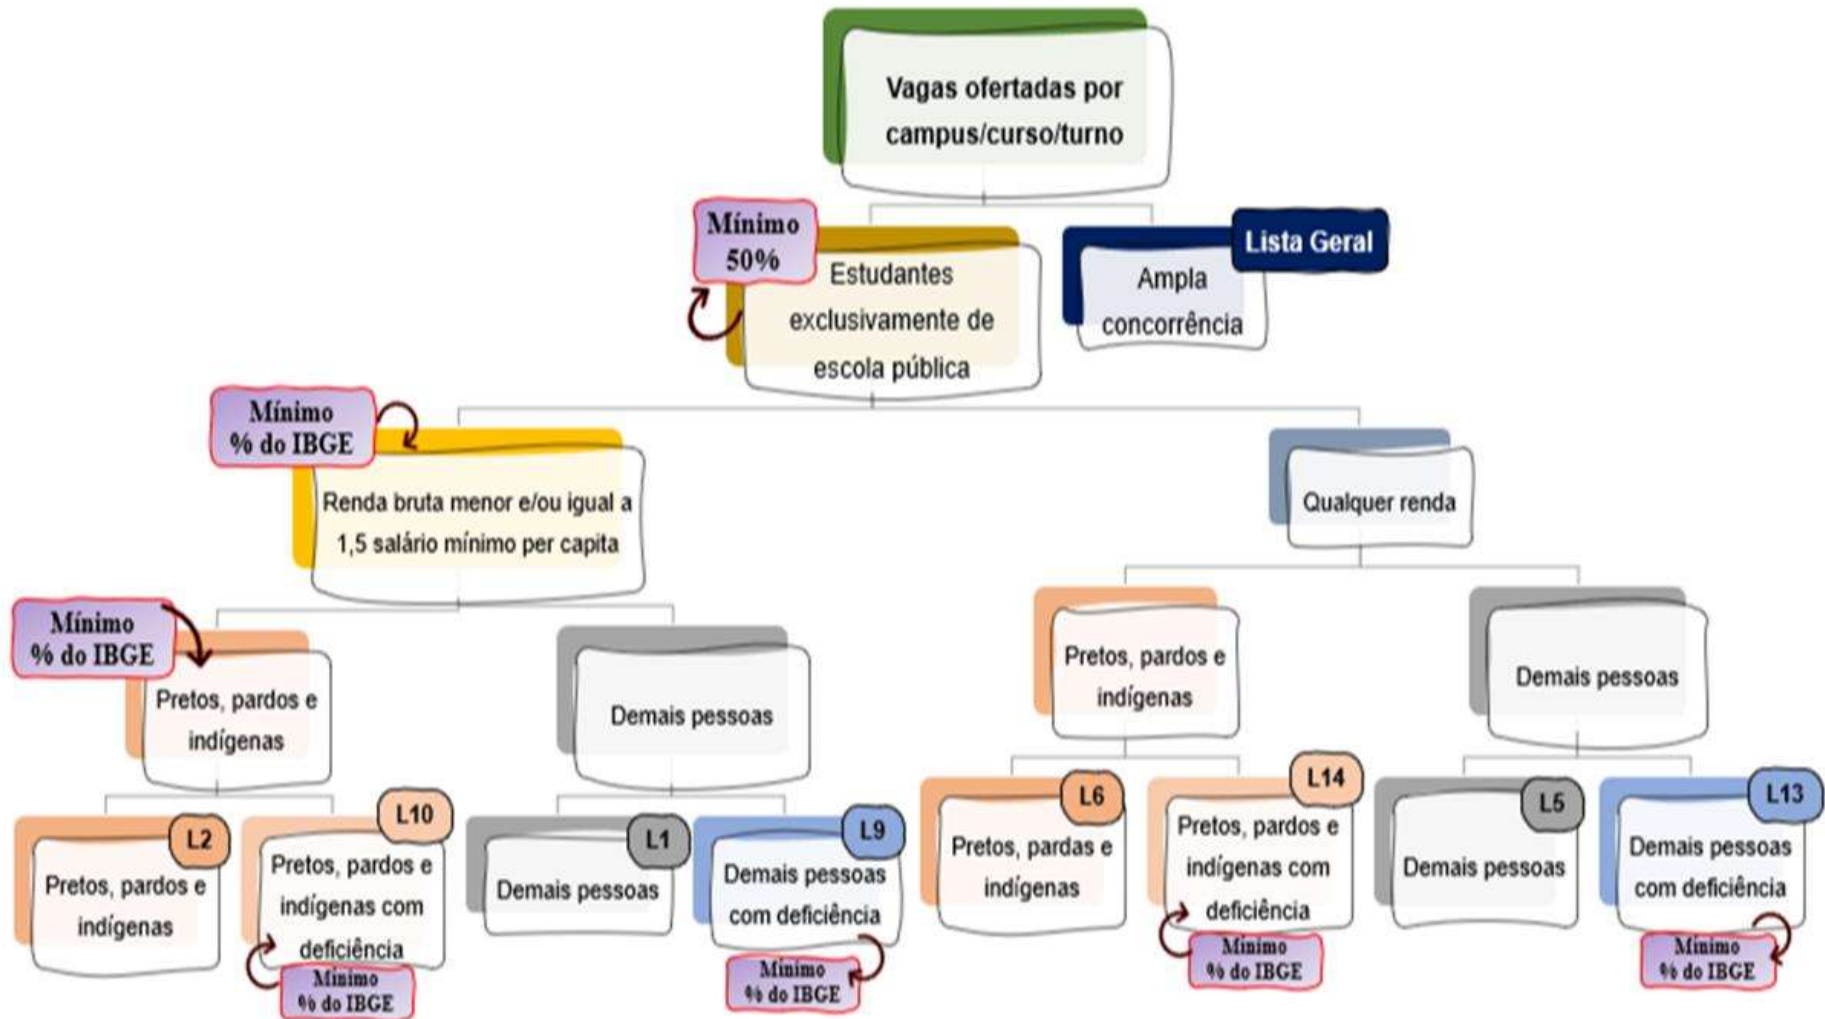 Vagas ofertadas por
campus/curso/turno
Mínimo
50%
Estudantes
exclusivamente de
escola pública
Lista Geral
Ampla
concorrência
Mínimo
% do IBGE
Renda bruta menor e/ou igual a
1,5 salário mínimo per capita
Qualquer renda
Mínimo
% do IBGE
Pretos, pardos e
indígenas
Demais pessoas
Pretos, pardos e
indígenas
Demais pessoas
L2
Pretos, pardos e
indígenas
L10
Pretos, pardos e
indígenas com
deficiência
Mínimo
% do IBGE
L1
Demais pessoas
L9
Demais pessoas
com deficiência
Mínimo
% do IBGE
L6
Pretos, pardas e
indígenas
L14
Pretos, pardos e
indígenas com
deficiência
Mínimo
% do IBGE
L5
Demais pessoas
L13
Demais pessoas
com deficiência
Mínimo
% do IBGE